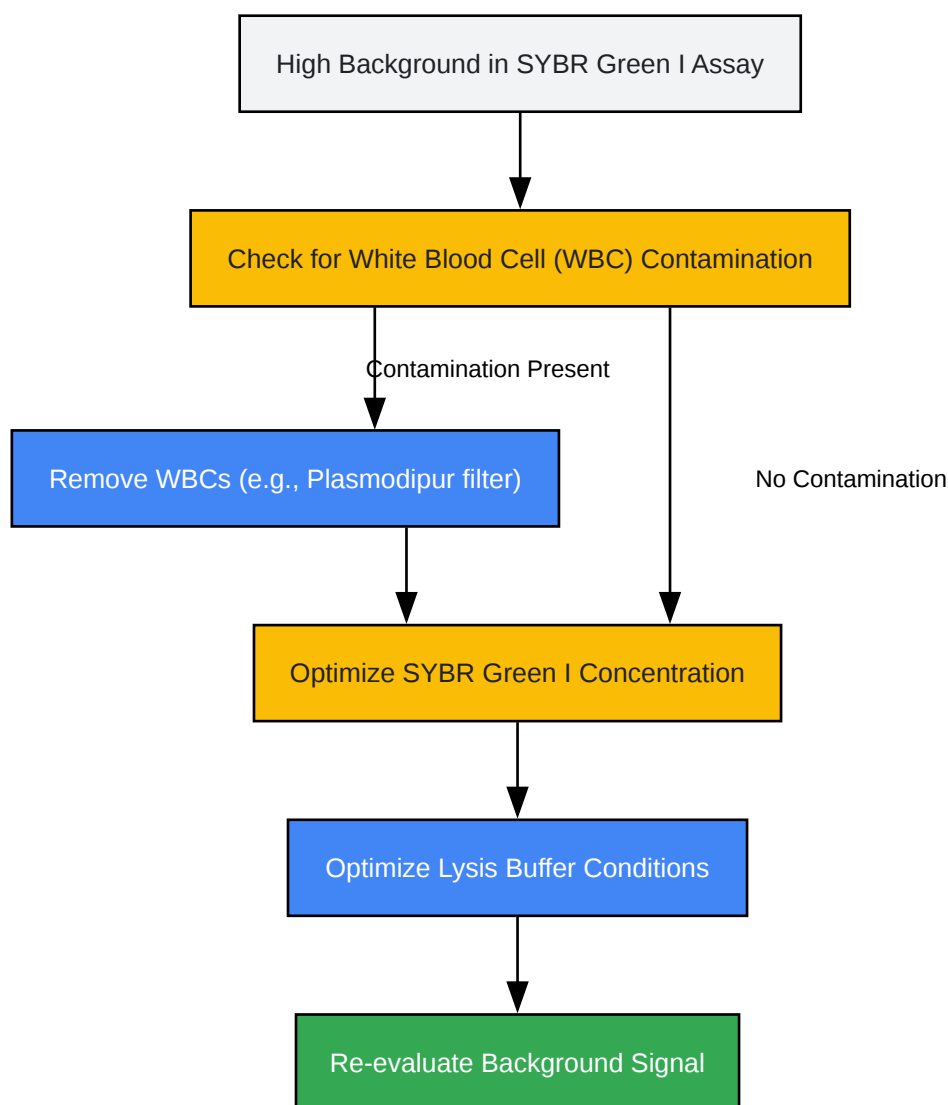 High Background in SYBR Green I Assay
Check for White Blood Cell (WBC) Contamination
Contamination Present
Remove WBCs (e.g., Plasmodipur filter)
No Contamination
Optimize SYBR Green I Concentration
Optimize Lysis Buffer Conditions
Re-evaluate Background Signal